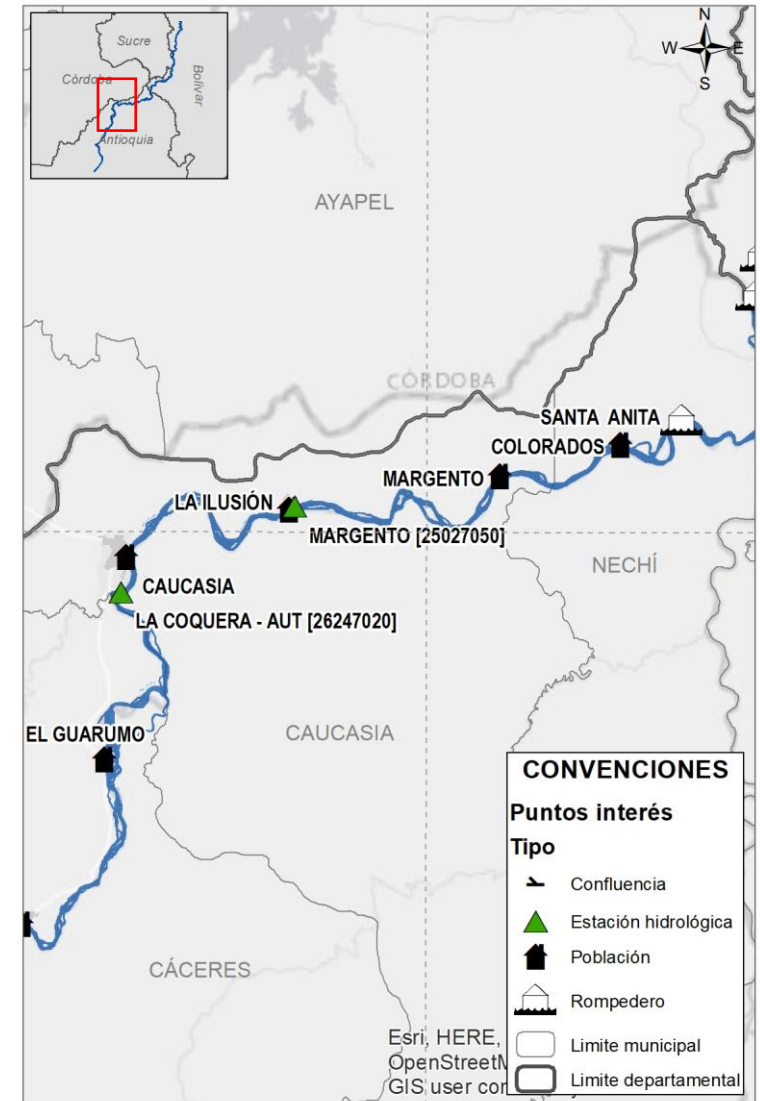 Sucre
Córdoba
Bolívar
Antioquia
N
W
E
S
AYAPEL
CÓRDOBA
SANTA ANITA
COLORADOS
MARGENTO
LA ILUSIÓN
MARGENTO [25027050]
NECHÍ
CAUCASIA
LA COQUERA - AUT [26247020]
EL GUARUMO
CAUCASIA
CÁCERES
CONVENCIONES
Puntos interés
Tipo
Confluencia
Estación hidrológica
Población
Rompedero
Limite municipal
Limite departamental
Esri, HERE,
GIS user